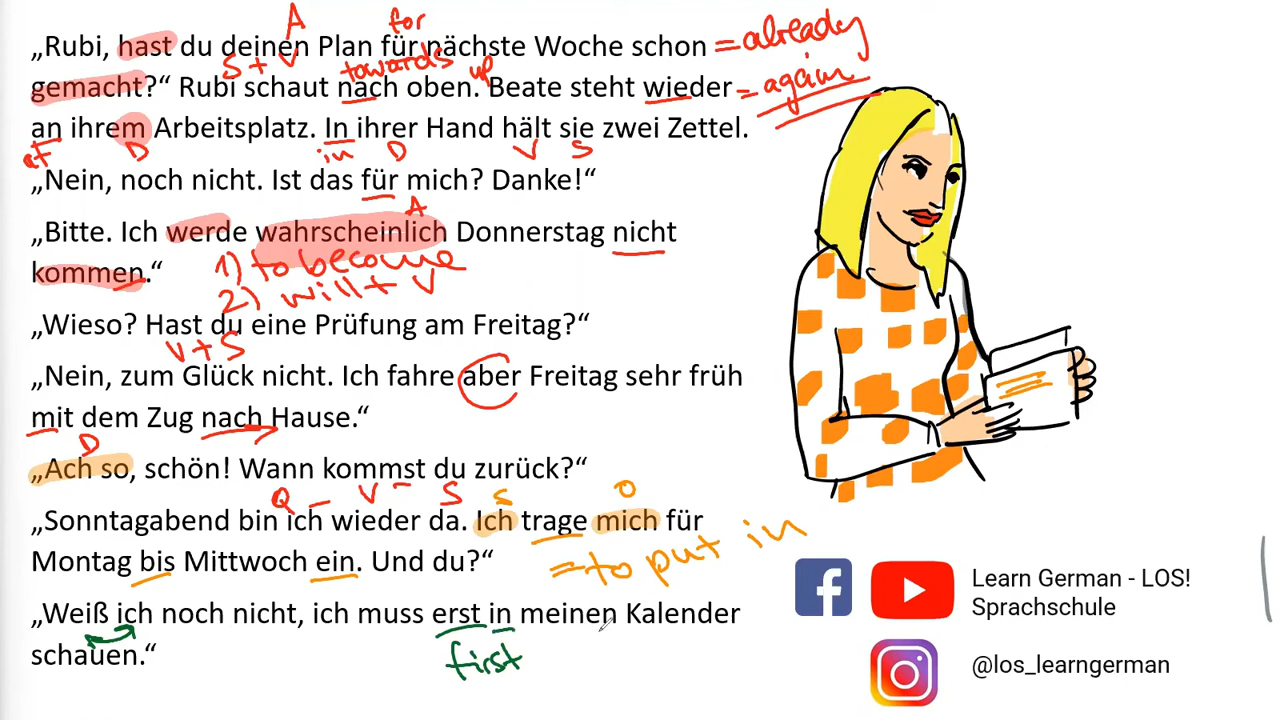 A for
„Rubi, hast du deinen Plan für nächste Woche schon = already
S + V towards up
gemacht?“ Rubi schaut nach oben. Beate steht wieder = again
an ihrem Arbeitsplatz. In ihrer Hand hält sie zwei Zettel.
at D in D V S
„Nein, noch nicht. Ist das für mich? Danke!“
A
„Bitte. Ich werde wahrscheinlich Donnerstag nicht
kommen.“ 1) to become
2) will + V
„Wieso? Hast du eine Prüfung am Freitag?“
V + S
„Nein, zum Glück nicht. Ich fahre aber Freitag sehr früh
mit dem Zug nach Hause.“
D
„Ach so, schön! Wann kommst du zurück?“
Q – V – S S O
„Sonntagabend bin ich wieder da. Ich trage mich für
Montag bis Mittwoch ein. Und du?“ = to put in
„Weiß ich noch nicht, ich muss erst in meinen Kalender
schauen.“ first
Learn German - LOS!
Sprachschule
@los_learngerman